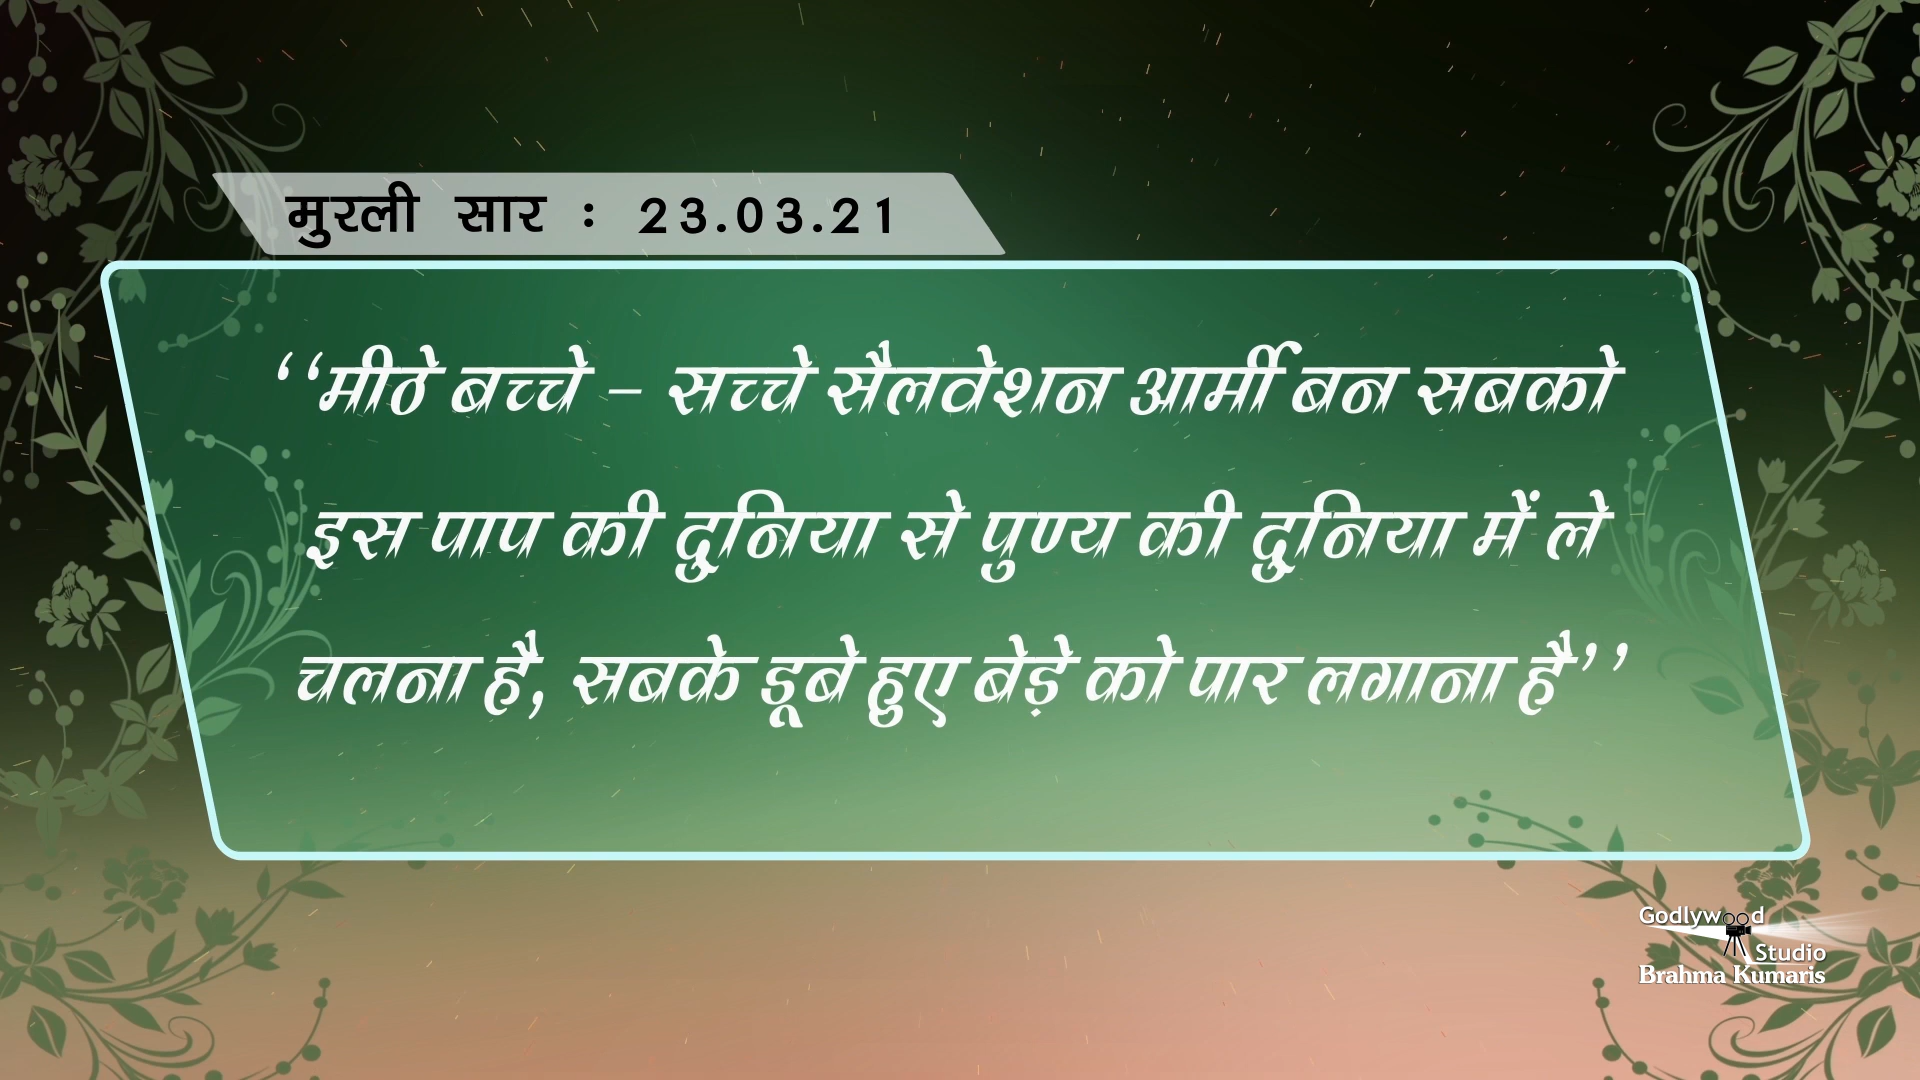 मुरली सार : 23.03.21
‘‘मीठे बच्चे – सच्चे सैलवेशन आर्मी बन सबको
इस पाप की दुनिया से पुण्य की दुनिया में ले
चलना है, सबके डूबे हुए बेड़े को पार लगाना है’’
Godlywood
Studio
Brahma Kumaris